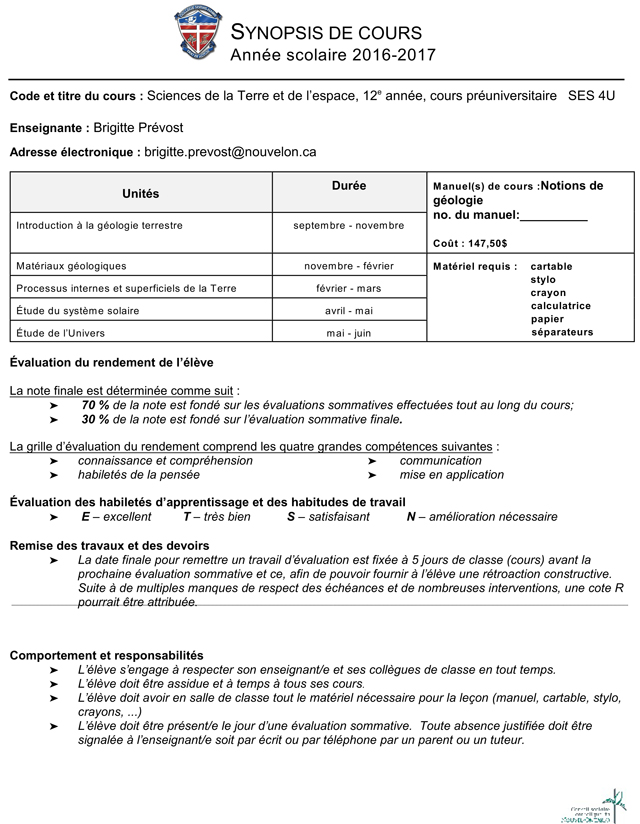 SYNOPSIS DE COURS
Année scolaire 2016-2017
Code et titre du cours : Sciences de la Terre et de l'espace, 12e année, cours préuniversitaire SES 4U
Enseignante : Brigitte Prévost
Adresse électronique : brigitte.prevost@nouvelon.ca
Unités
Durée
Manuel(s) de cours :Notions de
géologie
no. du manuel:__________
Coût : 147,50$
Introduction à la géologie terrestre
septembre - novembre
Matériaux géologiques
novembre - février
Processus internes et superficiels de la Terre
février - mars
Étude du système solaire
avril - mai
Étude de l'Univers
mai - juin
Matériel requis : cartable
stylo
crayon
calculatrice
papier
séparateurs
Évaluation du rendement de l'élève
La note finale est déterminée comme suit :
➤ 70 % de la note est fondé sur les évaluations sommatives effectuées tout au long du cours;
➤ 30 % de la note est fondé sur l'évaluation sommative finale.
La grille d'évaluation du rendement comprend les quatre grandes compétences suivantes :
➤ connaissance et compréhension ➤ communication
➤ habiletés de la pensée ➤ mise en application
Évaluation des habiletés d'apprentissage et des habitudes de travail
➤ E – excellent T – très bien S – satisfaisant N – amélioration nécessaire
Remise des travaux et des devoirs
➤ La date finale pour remettre un travail d'évaluation est fixée à 5 jours de classe (cours) avant la
prochaine évaluation sommative et ce, afin de pouvoir fournir à l'élève une rétroaction constructive.
Suite à de multiples manques de respect des échéances et de nombreuses interventions, une cote R
pourrait être attribuée.
Comportement et responsabilités
➤ L'élève s'engage à respecter son enseignant/e et ses collègues de classe en tout temps.
➤ L'élève doit être assidue et à temps à tous ses cours.
➤ L'élève doit avoir en salle de classe tout le matériel nécessaire pour la leçon (manuel, cartable, stylo,
crayons, ...)
➤ L'élève doit être présent/e le jour d'une évaluation sommative. Toute absence justifiée doit être
signalée à l'enseignant/e soit par écrit ou par téléphone par un parent ou un tuteur.
Conseil scolaire